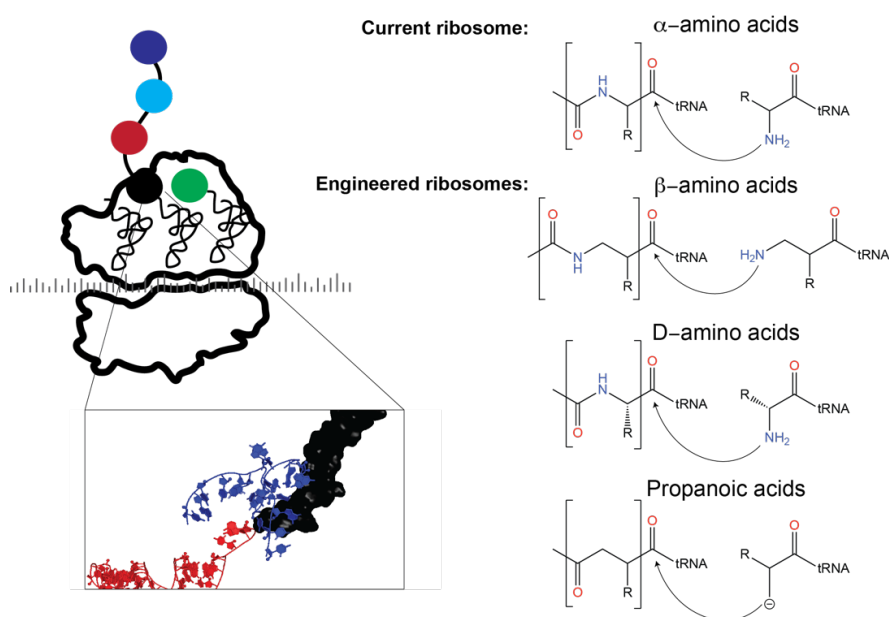 Current ribosome:
α-amino acids
H
N
O
O
R
tRNA
R
O
tRNA
NH2
Engineered ribosomes:
β-amino acids
O
N
H
O
R
tRNA
H2N
O
R
tRNA
D-amino acids
H
N
O
O
R
tRNA
R
O
tRNA
NH2
Propanoic acids
O
O
R
tRNA
R
O
tRNA
⊖